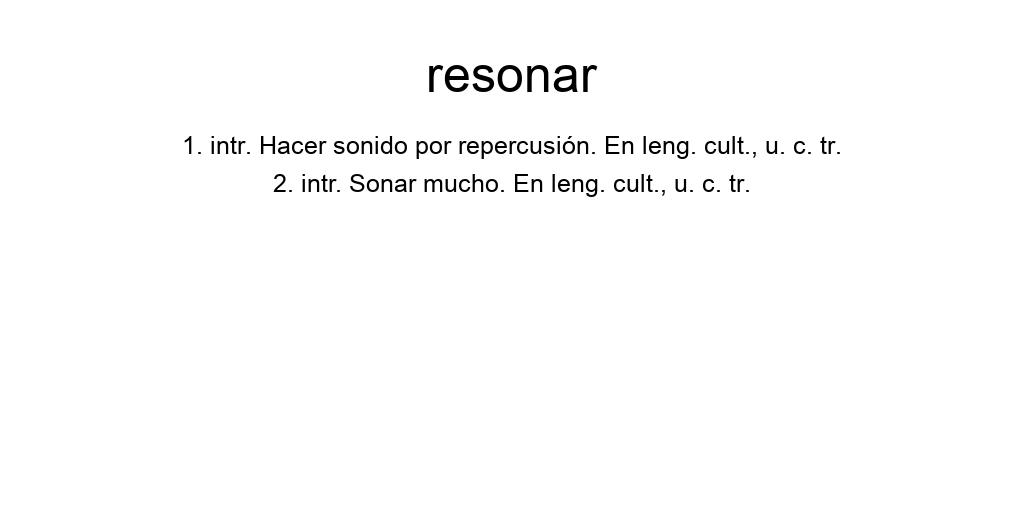 resonar
1. intr. Hacer sonido por repercusión. En leng. cult., u. c. tr.
2. intr. Sonar mucho. En leng. cult., u. c. tr.